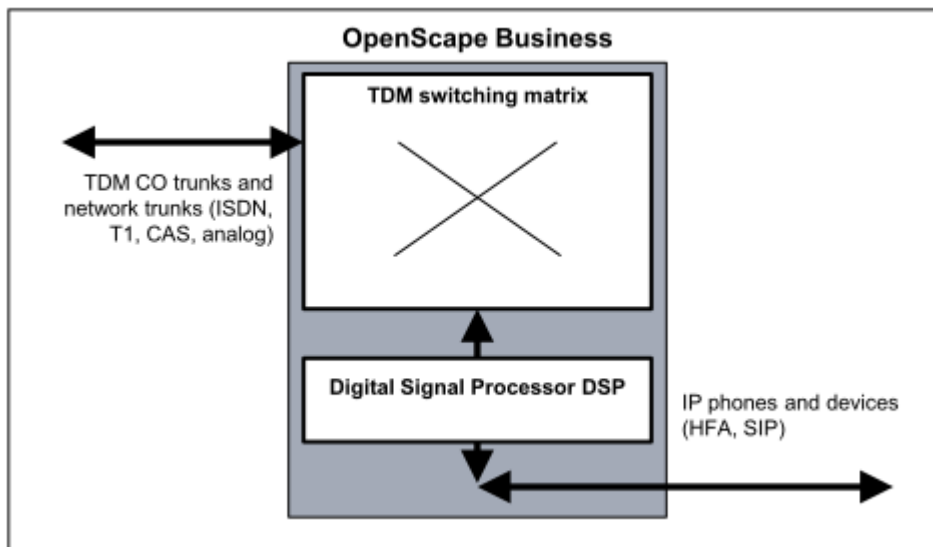 OpenScape Business
TDM switching matrix
TDM CO trunks and
network trunks (ISDN,
T1, CAS, analog)
Digital Signal Processor DSP
IP phones and devices
(HFA, SIP)